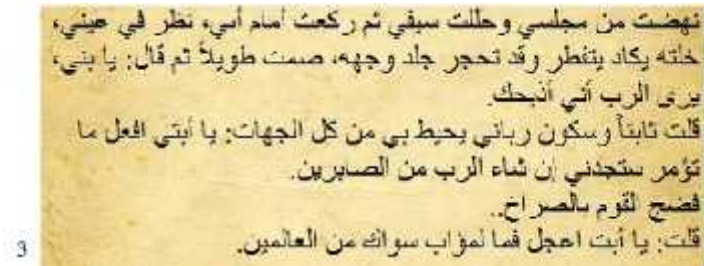 نهضت من مجلسي وحللت سيفي ثم ركعت أمام أبي، نظر في عيني،
خلته يكاد يتفطر وقد تحجر جلد وجهه، صمت طويلاً ثم قال: يا بني،
يرى الرب أني أذبحك.
قلت ثابتاً وسكون رباني يحيط بي من كل الجهات: يا أبتي افعل ما
تؤمر ستجدني إن شاء الرب من الصابرين.
فضج القوم بالصراخ..
قلت: يا أبت اعجل فما لمؤاب سواك من العالمين.
3